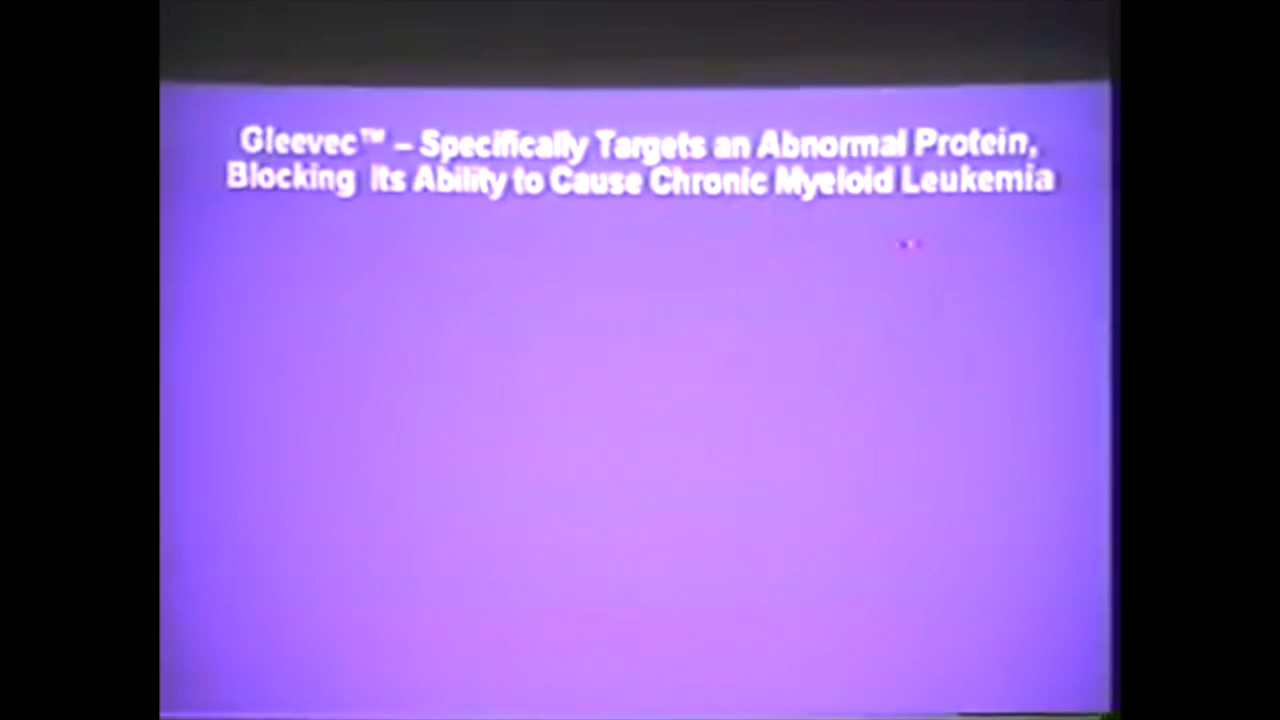 Gleevec™ – Specifically Targets an Abnormal Protein,
Blocking Its Ability to Cause Chronic Myeloid Leukemia